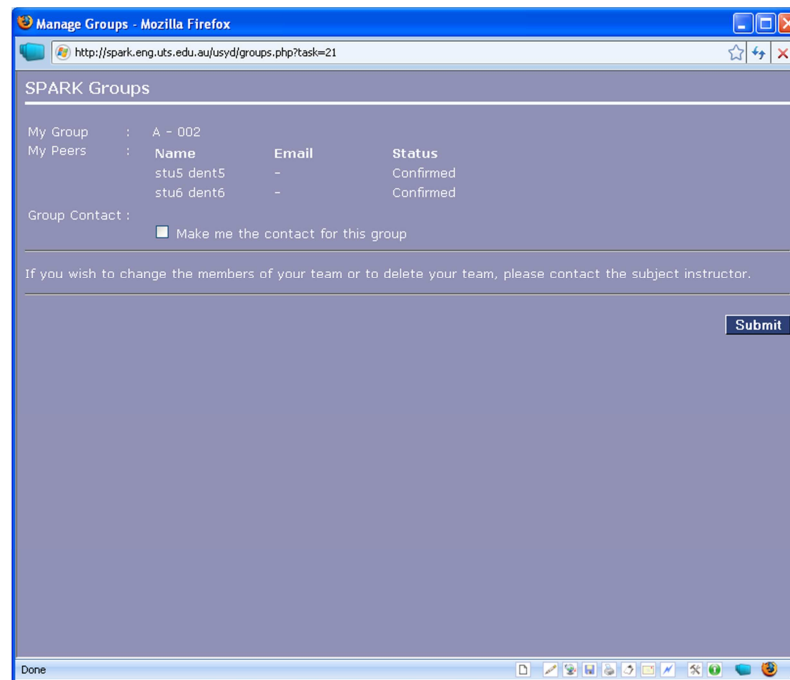 Manage Groups - Mozilla Firefox
http://spark.eng.uts.edu.au/usyd/groups.php?task=21
SPARK Groups
My Group : A - 002
My Peers : Name Email Status
stu5 dent5 - Confirmed
stu6 dent6 - Confirmed
Group Contact :
Make me the contact for this group
If you wish to change the members of your team or to delete your team, please contact the subject instructor.
Submit
Done